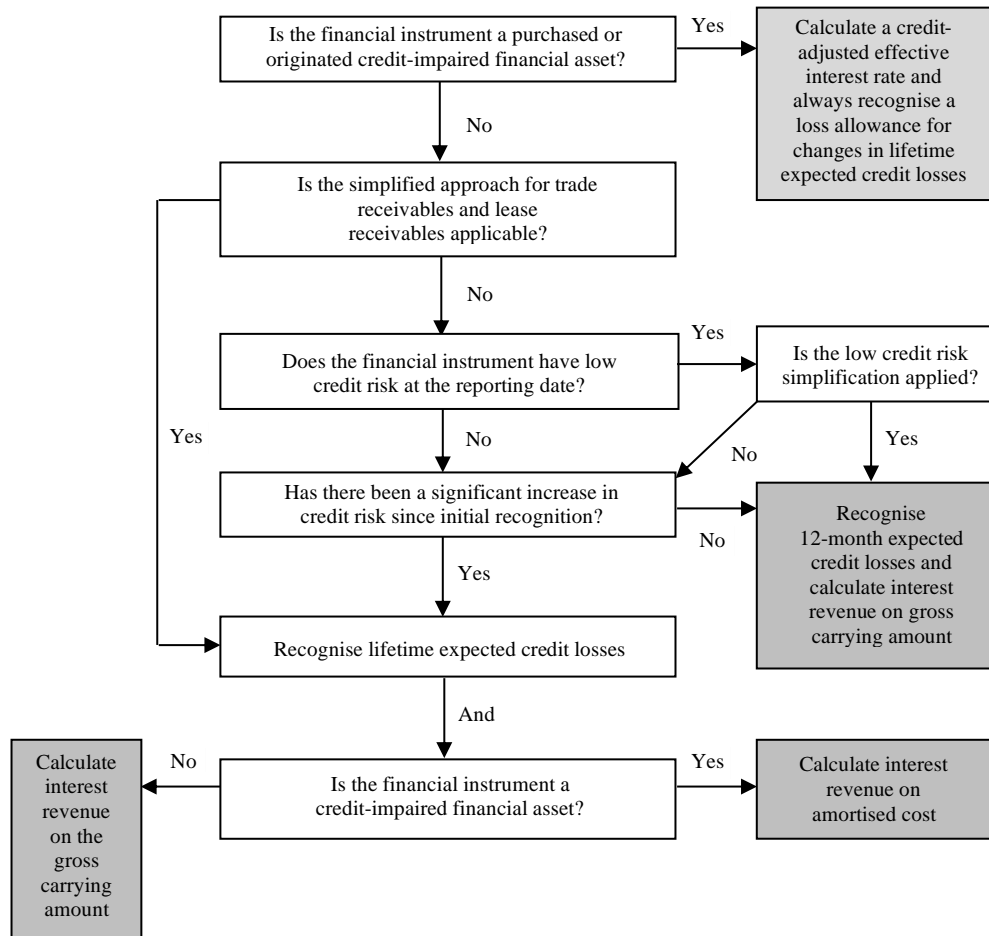 Is the financial instrument a purchased or
originated credit-impaired financial asset?
Yes
Calculate a credit-
adjusted effective
interest rate and
always recognise a
loss allowance for
changes in lifetime
expected credit losses
No
Is the simplified approach for trade
receivables and lease
receivables applicable?
No
Yes
Does the financial instrument have low
credit risk at the reporting date?
Yes
Is the low credit risk
simplification applied?
No
No
Yes
Has there been a significant increase in
credit risk since initial recognition?
No
Recognise
12-month expected
credit losses and
calculate interest
revenue on gross
carrying amount
Yes
Recognise lifetime expected credit losses
And
Is the financial instrument a
credit-impaired financial asset?
No
Calculate
interest
revenue
on the
gross
carrying
amount
Yes
Calculate interest
revenue on
amortised cost